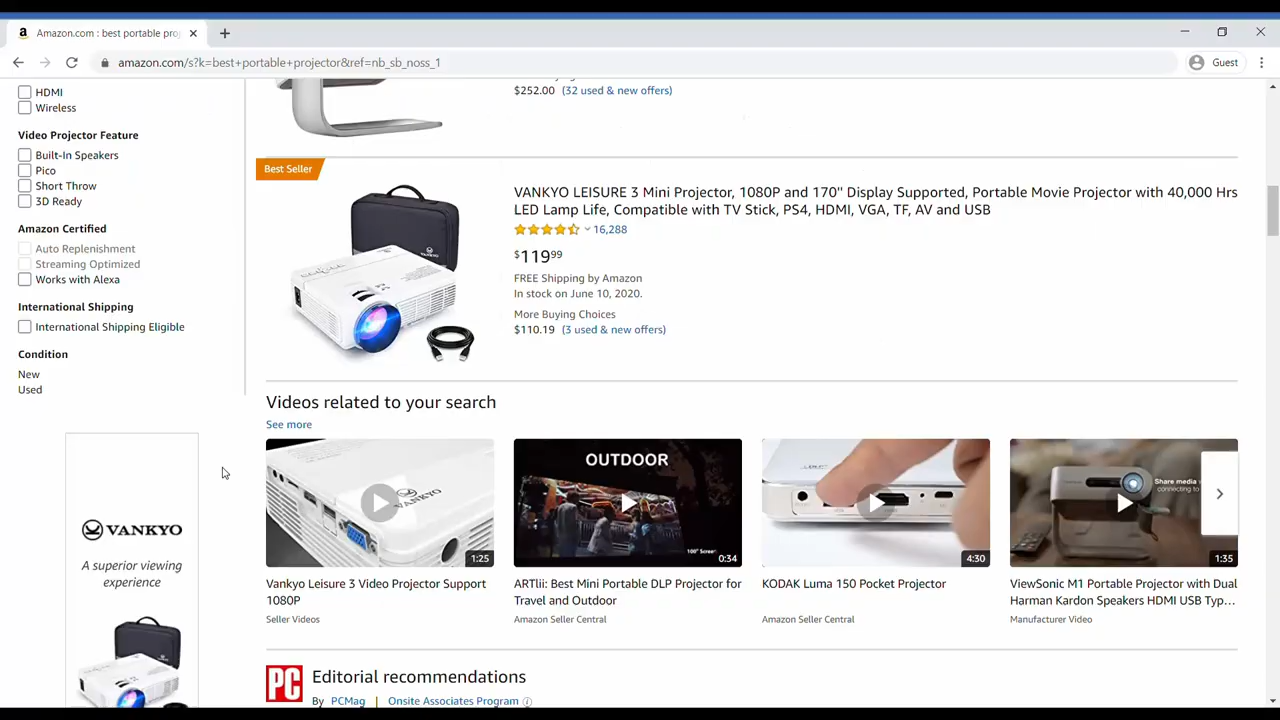 Amazon.com : best portable proj
amazon.com/s?k=best+portable+projector&ref=nb_sb_noss_1
Guest
HDMI
Wireless
Video Projector Feature
Built-In Speakers
Pico
Short Throw
3D Ready
Amazon Certified
Auto Replenishment
Streaming Optimized
Works with Alexa
International Shipping
International Shipping Eligible
Condition
New
Used
VANKYO
A superior viewing
experience
$252.00 (32 used & new offers)
Best Seller
VANKYO LEISURE 3 Mini Projector, 1080P and 170" Display Supported, Portable Movie Projector with 40,000 Hrs
LED Lamp Life, Compatible with TV Stick, PS4, HDMI, VGA, TF, AV and USB
16,288
$119.99
FREE Shipping by Amazon
In stock on June 10, 2020.
More Buying Choices
$110.19 (3 used & new offers)
Videos related to your search
See more
VANKYO
1:25
Vankyo Leisure 3 Video Projector Support
1080P
Seller Videos
OUTDOOR
100" Screen
0:34
ARTlii: Best Mini Portable DLP Projector for
Travel and Outdoor
Amazon Seller Central
4:30
KODAK Luma 150 Pocket Projector
Amazon Seller Central
Share media
connecting to
1:35
ViewSonic M1 Portable Projector with Dual
Harman Kardon Speakers HDMI USB Typ...
Manufacturer Video
PC
Editorial recommendations
By PCMag | Onsite Associates Program